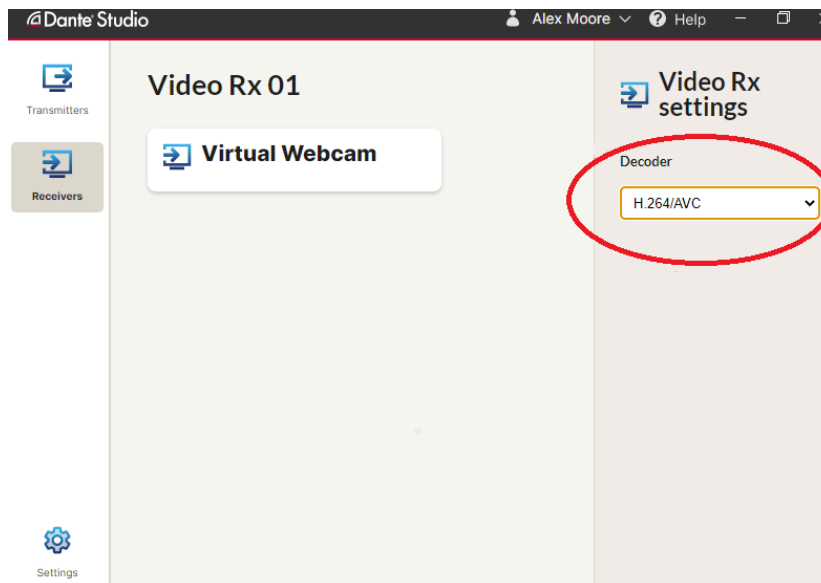 Dante Studio
Alex Moore
Help
Transmitters
Receivers
Settings
Video Rx 01
Virtual Webcam
Video Rx
settings
Decoder
H.264/AVC